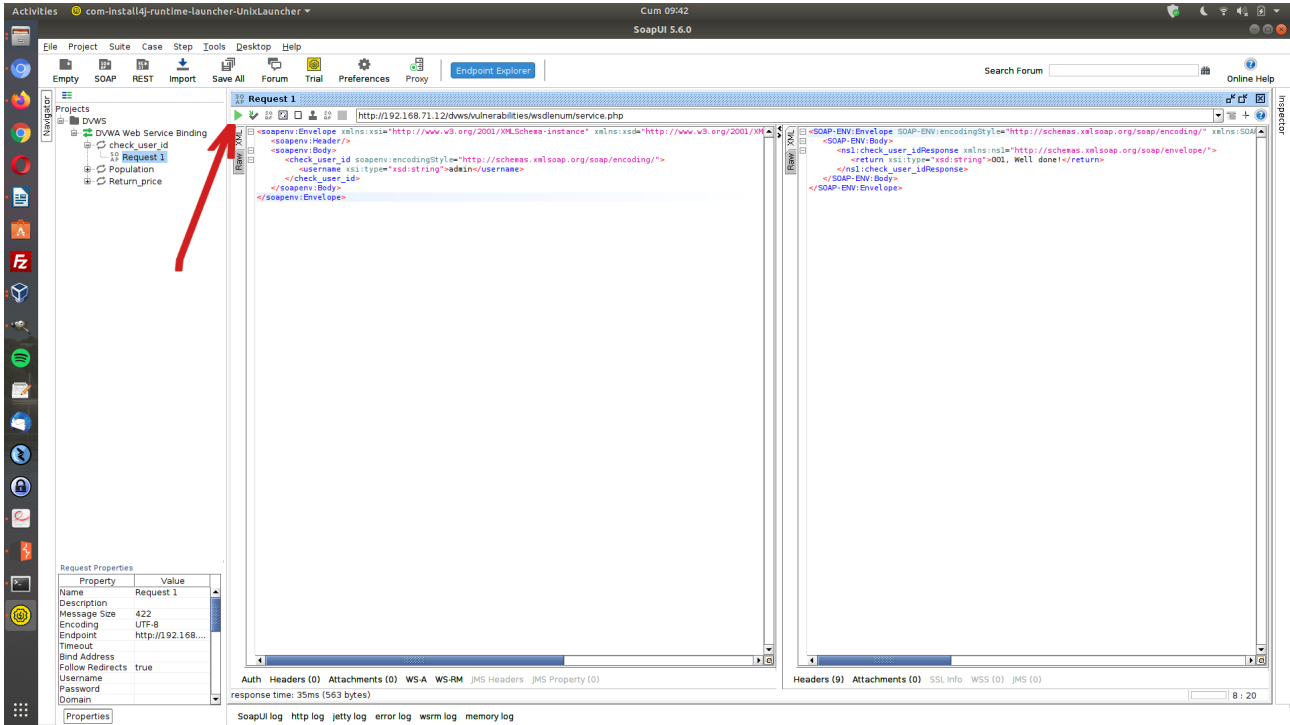 Activities com-install4j-runtime-launcher-UnixLauncher Cum 09:42
SoapUI 5.6.0
File Project Suite Case Step Tools Desktop Help
Empty SOAP REST Import Save All Forum Trial Preferences Proxy Endpoint Explorer Search Forum Online Help
Navigator
Projects
DVWS
DVWA Web Service Binding
check_user_id
Request 1
Population
Return_price
Request 1
http://192.168.71.12/dvws/vulnerabilities/wsdlenum/service.php
XML
Raw
<soapenv:Envelope xmlns:xsi="http://www.w3.org/2001/XMLSchema-instance" xmlns:xsd="http://www.w3.org/2001/XM
<soapenv:Header/>
<soapenv:Body>
<check_user_id soapenv:encodingStyle="http://schemas.xmlsoap.org/soap/encoding/">
<username xsi:type="xsd:string">admin</username>
</check_user_id>
</soapenv:Body>
</soapenv:Envelope>
XML
Raw
<SOAP-ENV:Envelope SOAP-ENV:encodingStyle="http://schemas.xmlsoap.org/soap/encoding/" xmlns:SOA
<SOAP-ENV:Body>
<ns1:check_user_idResponse xmlns:ns1="http://schemas.xmlsoap.org/soap/envelope/">
<return xsi:type="xsd:string">001, Well done!</return>
</ns1:check_user_idResponse>
</SOAP-ENV:Body>
</SOAP-ENV:Envelope>
Inspector
Request Properties
Property Value
Name Request 1
Description
Message Size 422
Encoding UTF-8
Endpoint http://192.168....
Timeout
Bind Address
Follow Redirects true
Username
Password
Domain
Properties
Auth Headers (0) Attachments (0) WS-A WS-RM JMS Headers JMS Property (0)
Headers (9) Attachments (0) SSL Info WSS (0) JMS (0)
response time: 35ms (563 bytes)
8 : 20
SoapUI log http log jetty log error log wsrm log memory log